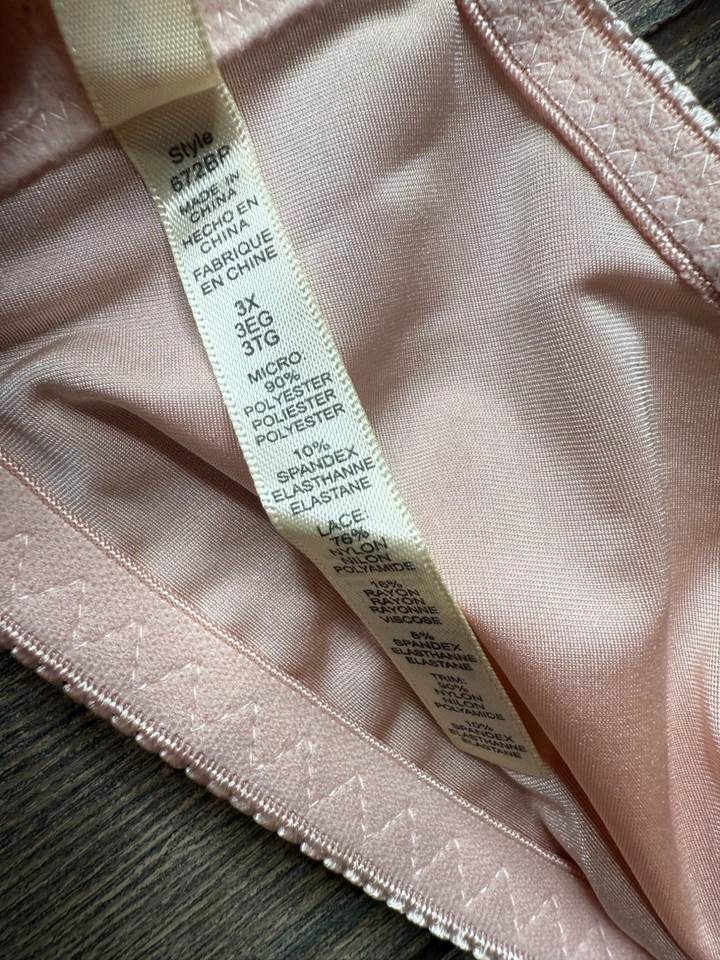 Style
672BP
MADE IN
CHINA
HECHO EN
CHINA
FABRIQUE
EN CHINE
3X
3EG
3TG
MICRO
90%
POLYESTER
POLIESTER
POLYESTER
10%
SPANDEX
ELASTHANNE
ELASTANE
LACE:
76%
NYLON
NILON
POLYAMIDE
16%
RAYON
RAYON
RAYONNE
VISCOSE
8%
SPANDEX
ELASTHANNE
ELASTANE
TRIM:
90%
NYLON
NILON
POLYAMIDE
10%
SPANDEX
ELASTHANNE
ELASTANE